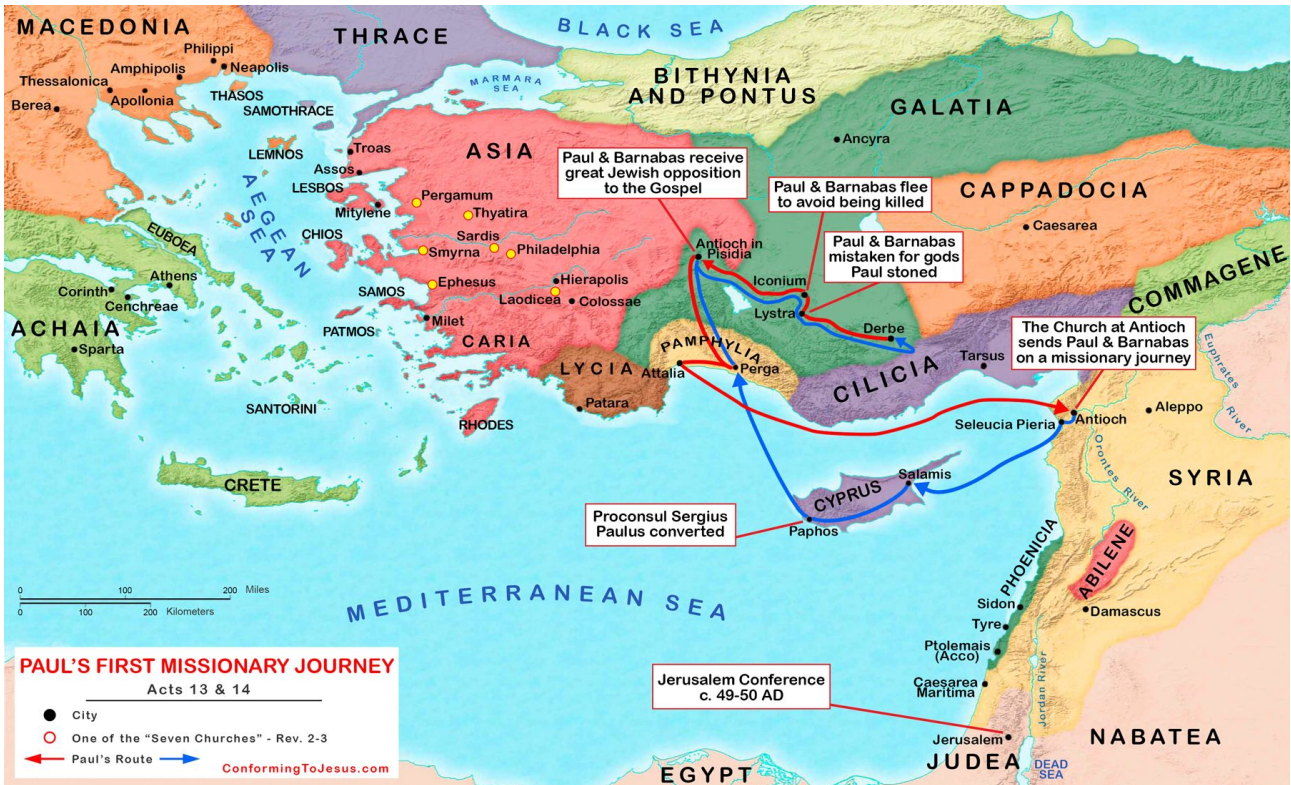 MACEDONIA
Philippi
Neapolis
Amphipolis
Thessalonica
Apollonia
Berea
THRACE
BLACK SEA
MARMARA
SEA
THASOS
SAMOTHRACE
LEMNOS
AEGEAN
SEA
BITHYNIA
AND PONTUS
GALATIA
Ancyra
CAPPADOCIA
Caesarea
COMMAGENE
ASIA
Troas
Assos
LESBOS
Mitylene
Pergamum
Thyatira
CHIOS
Sardis
Smyrna
Philadelphia
Ephesus
SAMOS
Hierapolis
Laodicea
Colossae
Milet
PATMOS
CARIA
EUBOEA
Athens
Corinth
Cenchreae
ACHAIA
Sparta
SANTORINI
RHODES
CRETE
LYCIA
Patara
PAMPHYLIA
Attalia
Perga
Paul & Barnabas receive
great Jewish opposition
to the Gospel
Paul & Barnabas flee
to avoid being killed
Paul & Barnabas
mistaken for gods
Paul stoned
Antioch in
Pisidia
Iconium
Lystra
Derbe
CILICIA
Tarsus
The Church at Antioch
sends Paul & Barnabas
on a missionary journey
Euphrates
River
Seleucia Pieria
Antioch
Aleppo
Orontes River
SYRIA
Salamis
CYPRUS
Paphos
Proconsul Sergius
Paulus converted
PHOENICIA
ABILENE
Sidon
Damascus
Tyre
Ptolemais
(Acco)
Caesarea
Maritima
Jordan River
Jerusalem Conference
c. 49-50 AD
Jerusalem
JUDEA
DEAD
SEA
NABATEA
EGYPT
MEDITERRANEAN SEA
0 200 Miles
0 100 200 Kilometers
PAUL'S FIRST MISSIONARY JOURNEY
Acts 13 & 14
City
One of the "Seven Churches" - Rev. 2-3
Paul's Route
ConformingToJesus.com